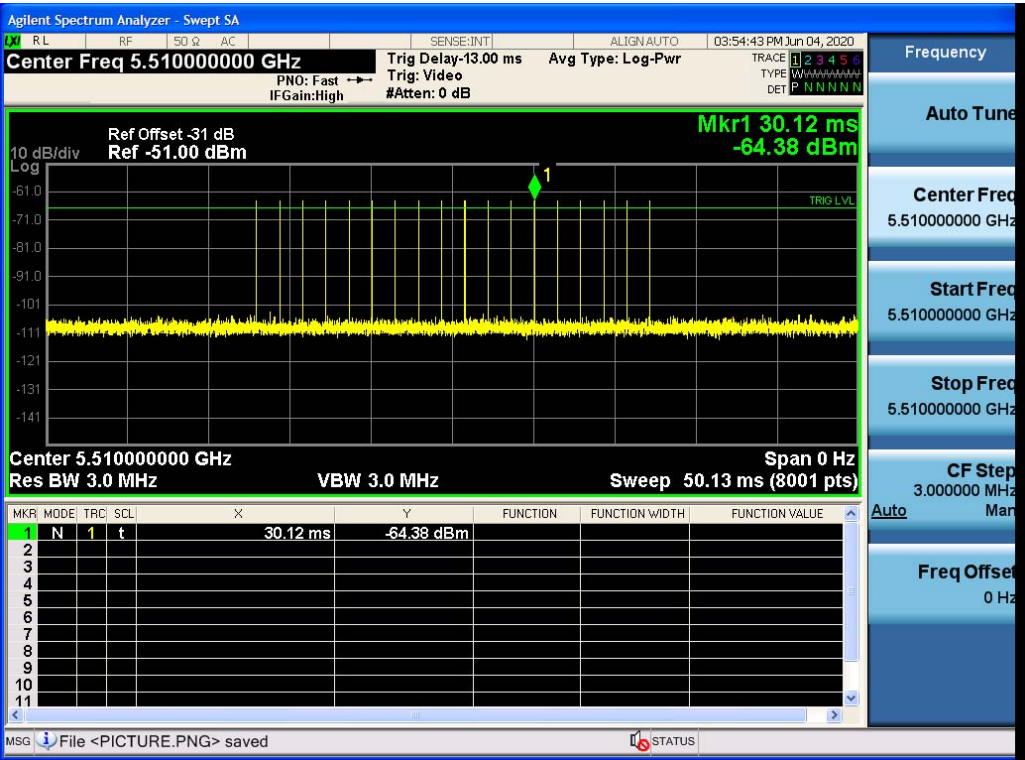 Agilent Spectrum Analyzer - Swept SA
LXI RL RF 50 Ω AC SENSE:INT ALIGN AUTO 03:54:43 PM Jun 04, 2020
Center Freq 5.510000000 GHz
PNO: Fast
IFGain:High
Trig Delay-13.00 ms
Trig: Video
#Atten: 0 dB
Avg Type: Log-Pwr
TRACE 1 2 3 4 5 6
TYPE W
DET P N N N N N
Ref Offset -31 dB
Ref -51.00 dBm
10 dB/div
Log
Mkr1 30.12 ms
-64.38 dBm
1
TRIG LVL
-61.0
-71.0
-81.0
-91.0
-101
-111
-121
-131
-141
Center 5.510000000 GHz Span 0 Hz
Res BW 3.0 MHz VBW 3.0 MHz Sweep 50.13 ms (8001 pts)
MKR MODE TRC SCL X Y FUNCTION FUNCTION WIDTH FUNCTION VALUE
1 N 1 t 30.12 ms -64.38 dBm
2
3
4
5
6
7
8
9
10
11
MSG File <PICTURE.PNG> saved STATUS
Frequency
Auto Tune
Center Freq
5.510000000 GHz
Start Freq
5.510000000 GHz
Stop Freq
5.510000000 GHz
CF Step
3.000000 MHz
Auto Man
Freq Offset
0 Hz